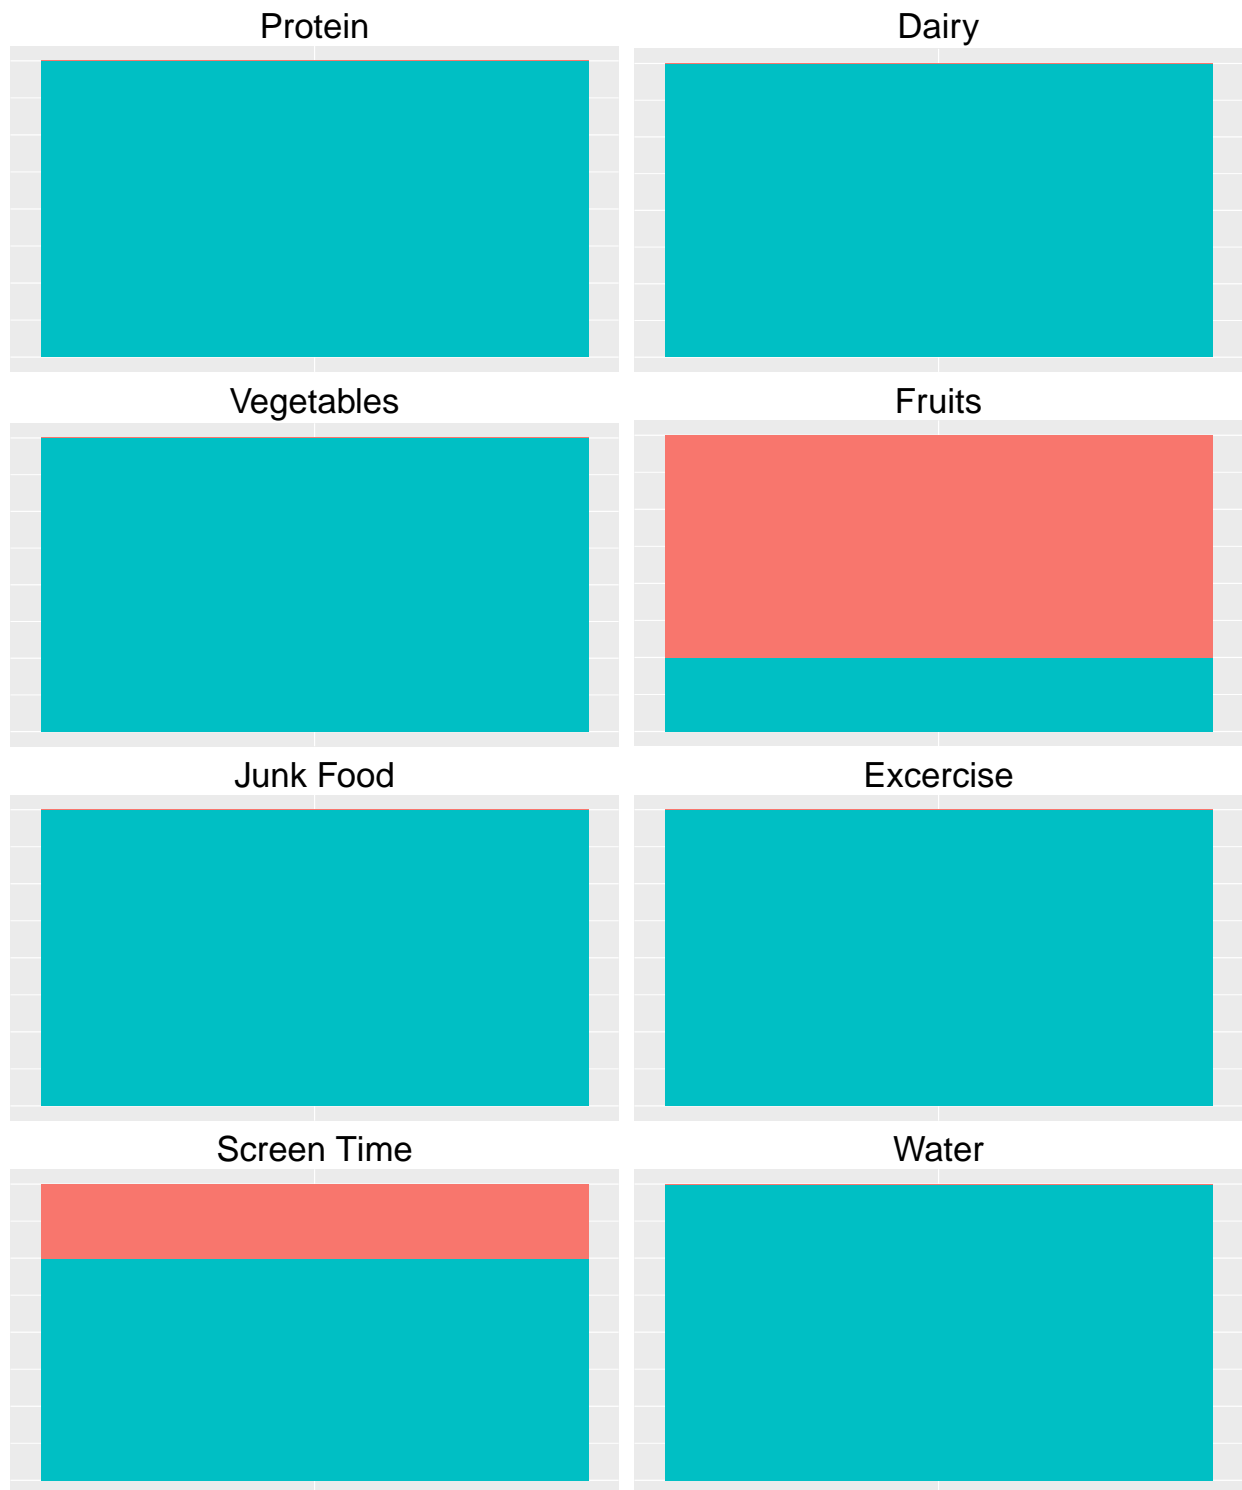 Protein
Dairy
Vegetables
Fruits
Junk Food
Excercise
Screen Time
Water